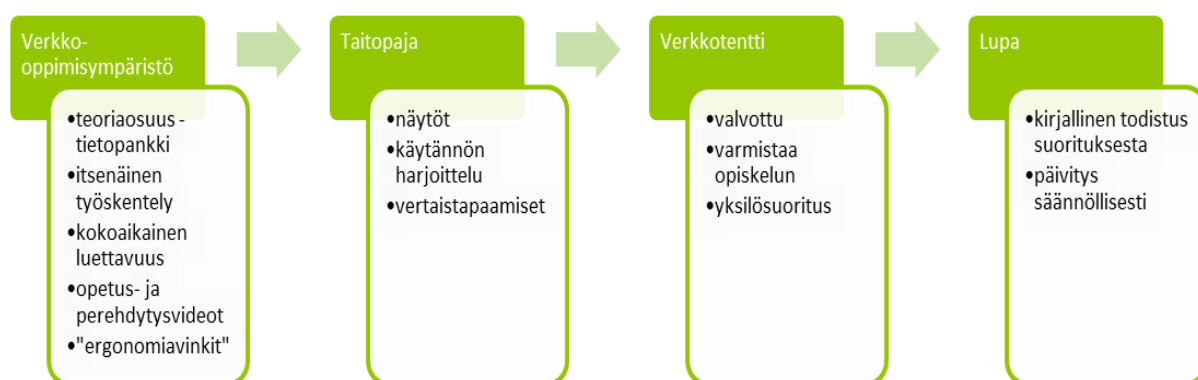 Verkko-
oppimisympäristö
•teoriaosuus -
tietopankki
•itsenäinen
työskentely
•kokoaikainen
luettavuus
•opetus- ja
perehdytysvideot
•"ergonomiavinkit"
Taitopaja
•näytöt
•käytännön
harjoittelu
•vertaistapaamiset
Verkkotentti
•valvottu
•varmistaa
opiskelun
•yksilösuoritus
Lupa
•kirjallinen todistus
suorituksesta
•päivitys
säännöllisesti